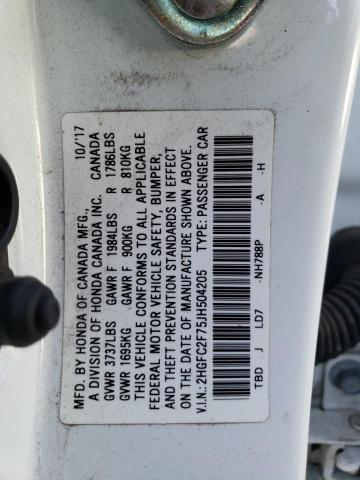 MFD. BY HONDA OF CANADA MFG., 10/'17
A DIVISION OF HONDA CANADA INC. CANADA
GVWR 3737LBS GAWR F 1984LBS R 1786LBS
GVWR 1695KG GAWR F 900KG R 810KG
THIS VEHICLE CONFORMS TO ALL APPLICABLE
FEDERAL MOTOR VEHICLE SAFETY, BUMPER,
AND THEFT PREVENTION STANDARDS IN EFFECT
ON THE DATE OF MANUFACTURE SHOWN ABOVE.
V.I.N.: 2HGFC2F75JH504205 TYPE: PASSENGER CAR
TBD J LD7 -NH788P -A -H